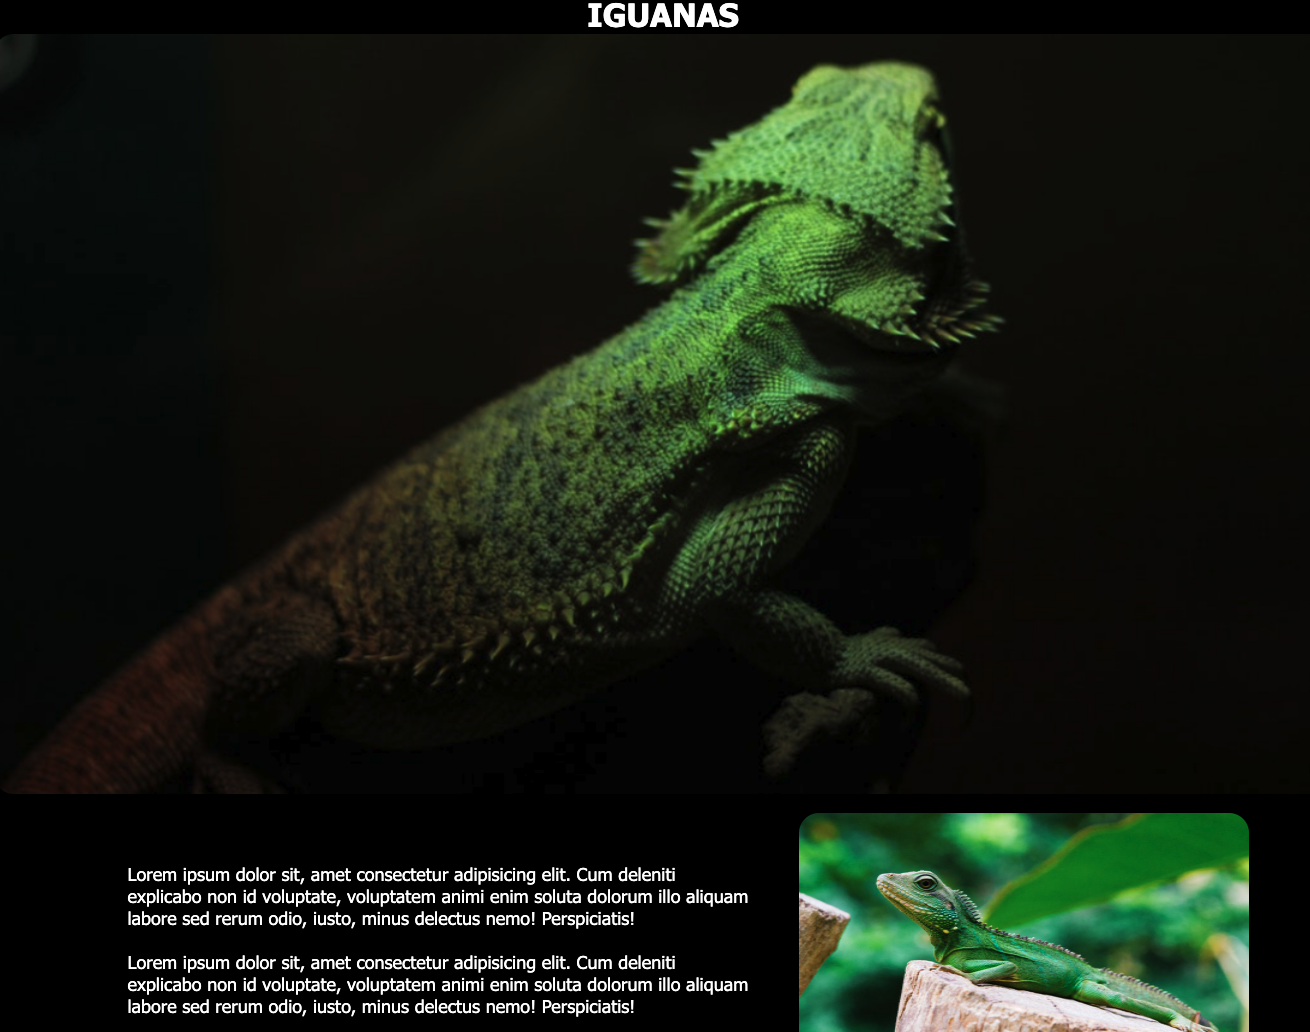 IGUANAS
Lorem ipsum dolor sit, amet consectetur adipisicing elit. Cum deleniti
explicabo non id voluptate, voluptatem animi enim soluta dolorum illo aliquam
labore sed rerum odio, iusto, minus delectus nemo! Perspiciatis!
Lorem ipsum dolor sit, amet consectetur adipisicing elit. Cum deleniti
explicabo non id voluptate, voluptatem animi enim soluta dolorum illo aliquam
labore sed rerum odio, iusto, minus delectus nemo! Perspiciatis!